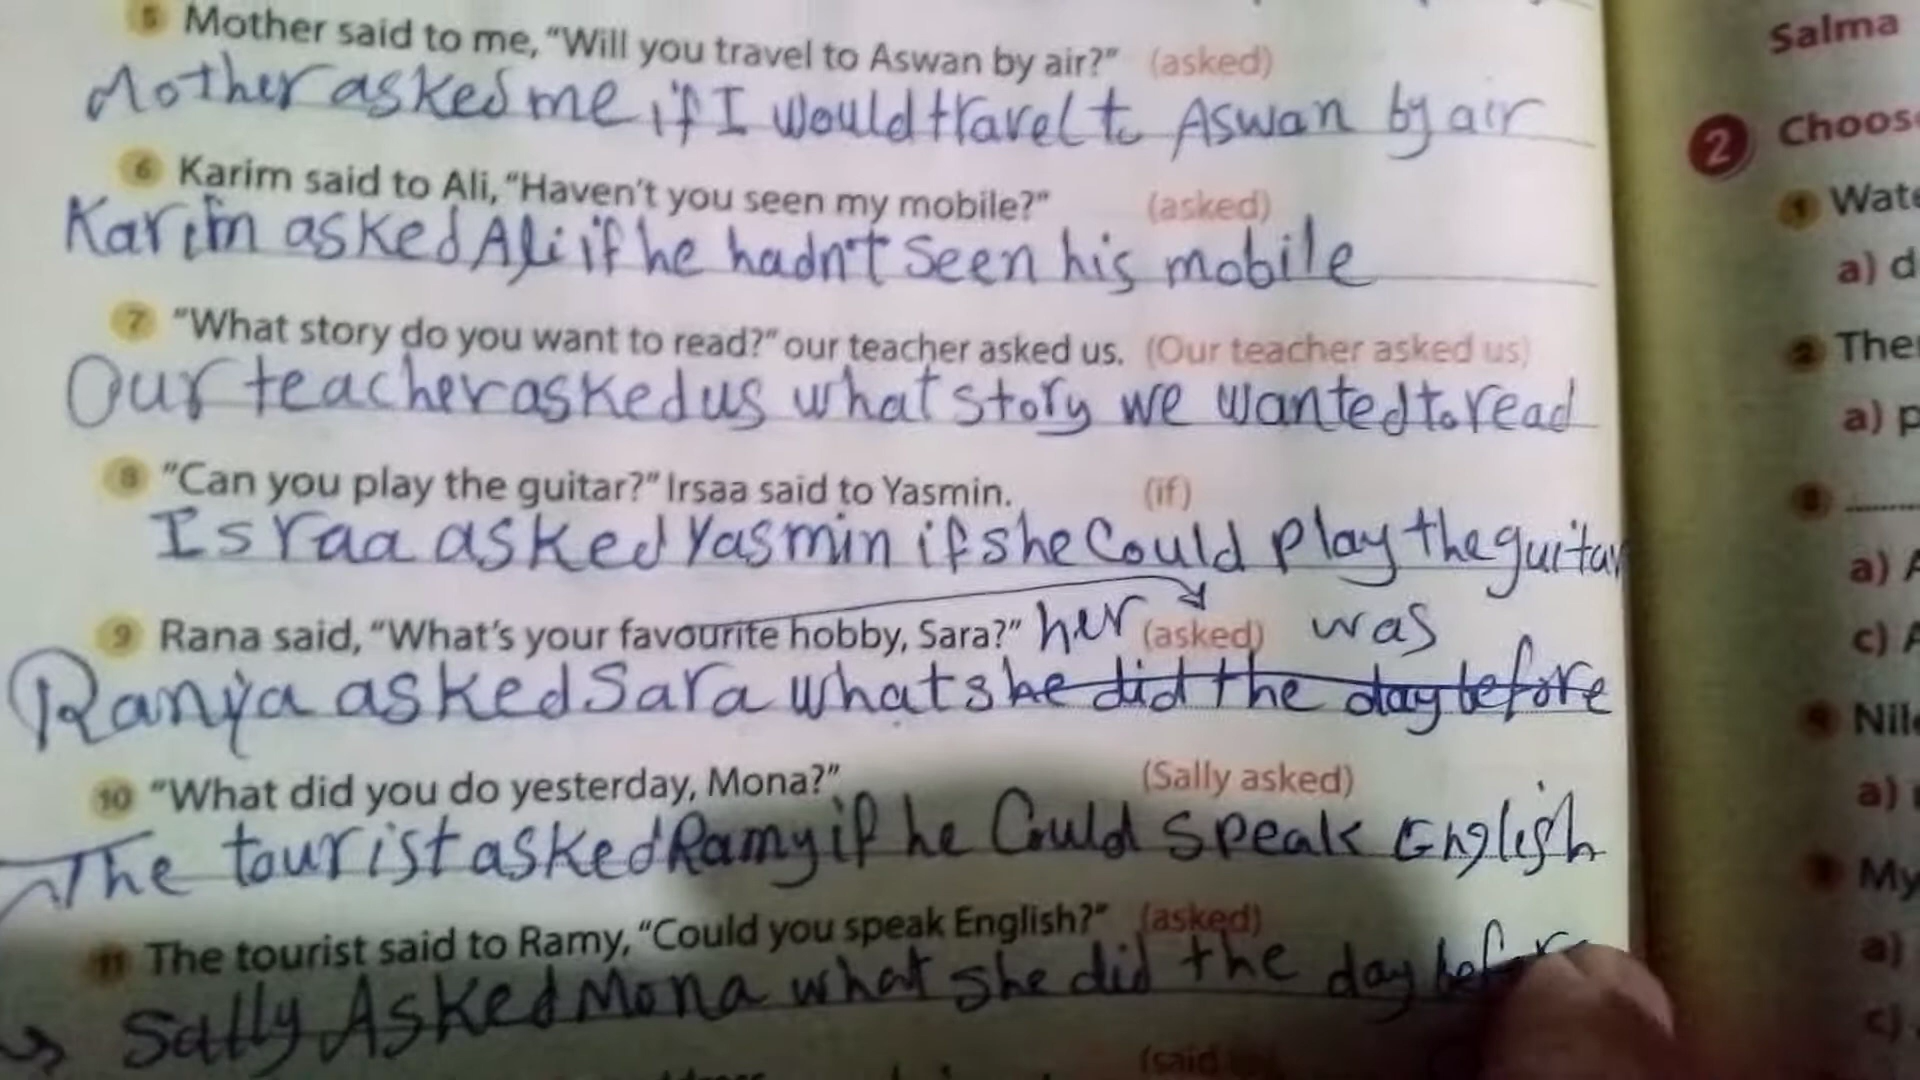 5 Mother said to me, "Will you travel to Aswan by air?" (asked)
Mother asked me if I would travel to Aswan by air
6 Karim said to Ali, "Haven't you seen my mobile?" (asked)
Karim asked Ali if he hadn't seen his mobile
7 "What story do you want to read?" our teacher asked us. (Our teacher asked us)
Our teacher asked us what story we wanted to read
8 "Can you play the guitar?" Irsaa said to Yasmin. (if)
Israa asked Yasmin if she could play the guitar
9 Rana said, "What's your favourite hobby, Sara?" her (asked) was
Ranya asked Sara what she did the day before
10 "What did you do yesterday, Mona?" (Sally asked)
The tourist asked Ramy if he Could speak English
11 The tourist said to Ramy, "Could you speak English?" (asked)
Sally Asked Mona what she did the day
(said
Salma
2 Choos
1 Wate
a) d
2 The
a) p
3
a) A
c) A
4 Nile
a)
5 My
a)
c)